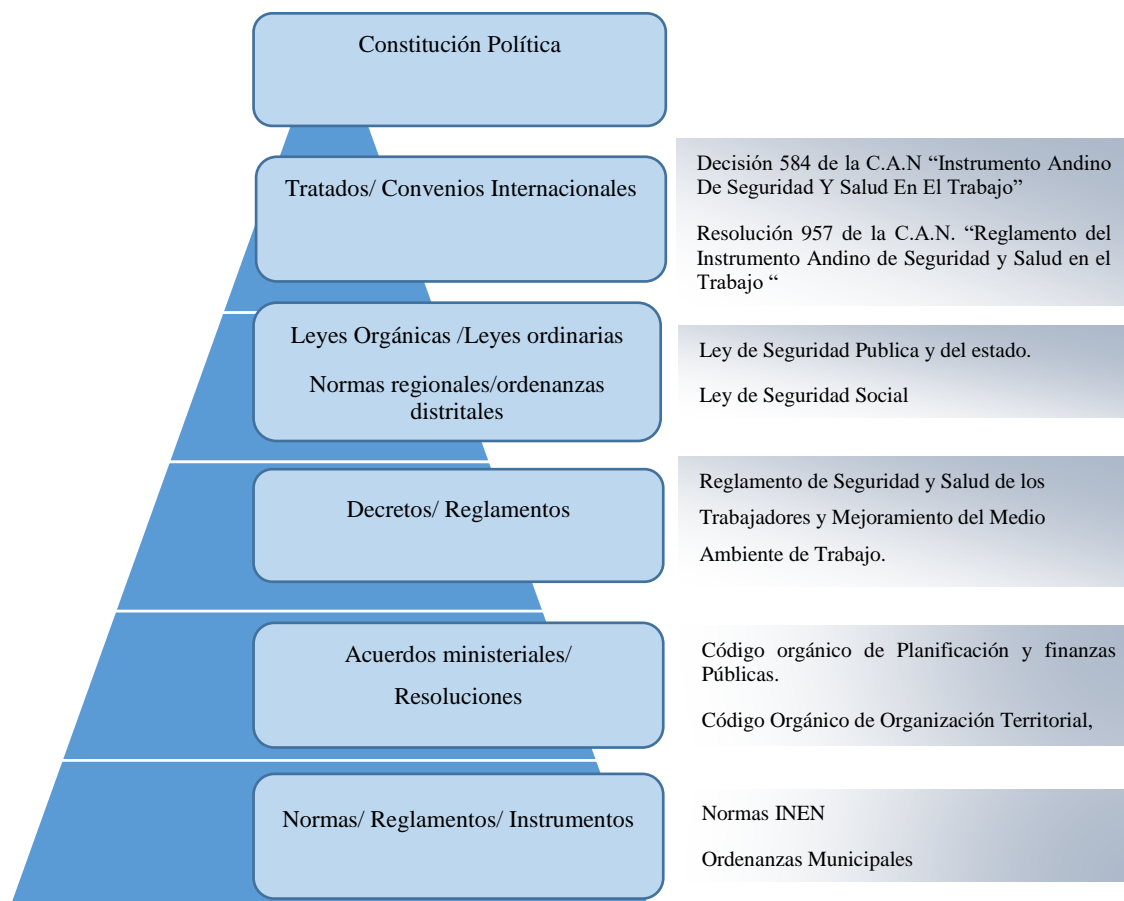 Constitución Política
Tratados/ Convenios Internacionales
Decisión 584 de la C.A.N “Instrumento Andino
De Seguridad Y Salud En El Trabajo”
Resolución 957 de la C.A.N. “Reglamento del
Instrumento Andino de Seguridad y Salud en el
Trabajo “
Leyes Orgánicas /Leyes ordinarias
Normas regionales/ordenanzas
distritales
Ley de Seguridad Publica y del estado.
Ley de Seguridad Social
Decretos/ Reglamentos
Reglamento de Seguridad y Salud de los
Trabajadores y Mejoramiento del Medio
Ambiente de Trabajo.
Acuerdos ministeriales/
Resoluciones
Código orgánico de Planificación y finanzas
Públicas.
Código Orgánico de Organización Territorial,
Normas/ Reglamentos/ Instrumentos
Normas INEN
Ordenanzas Municipales